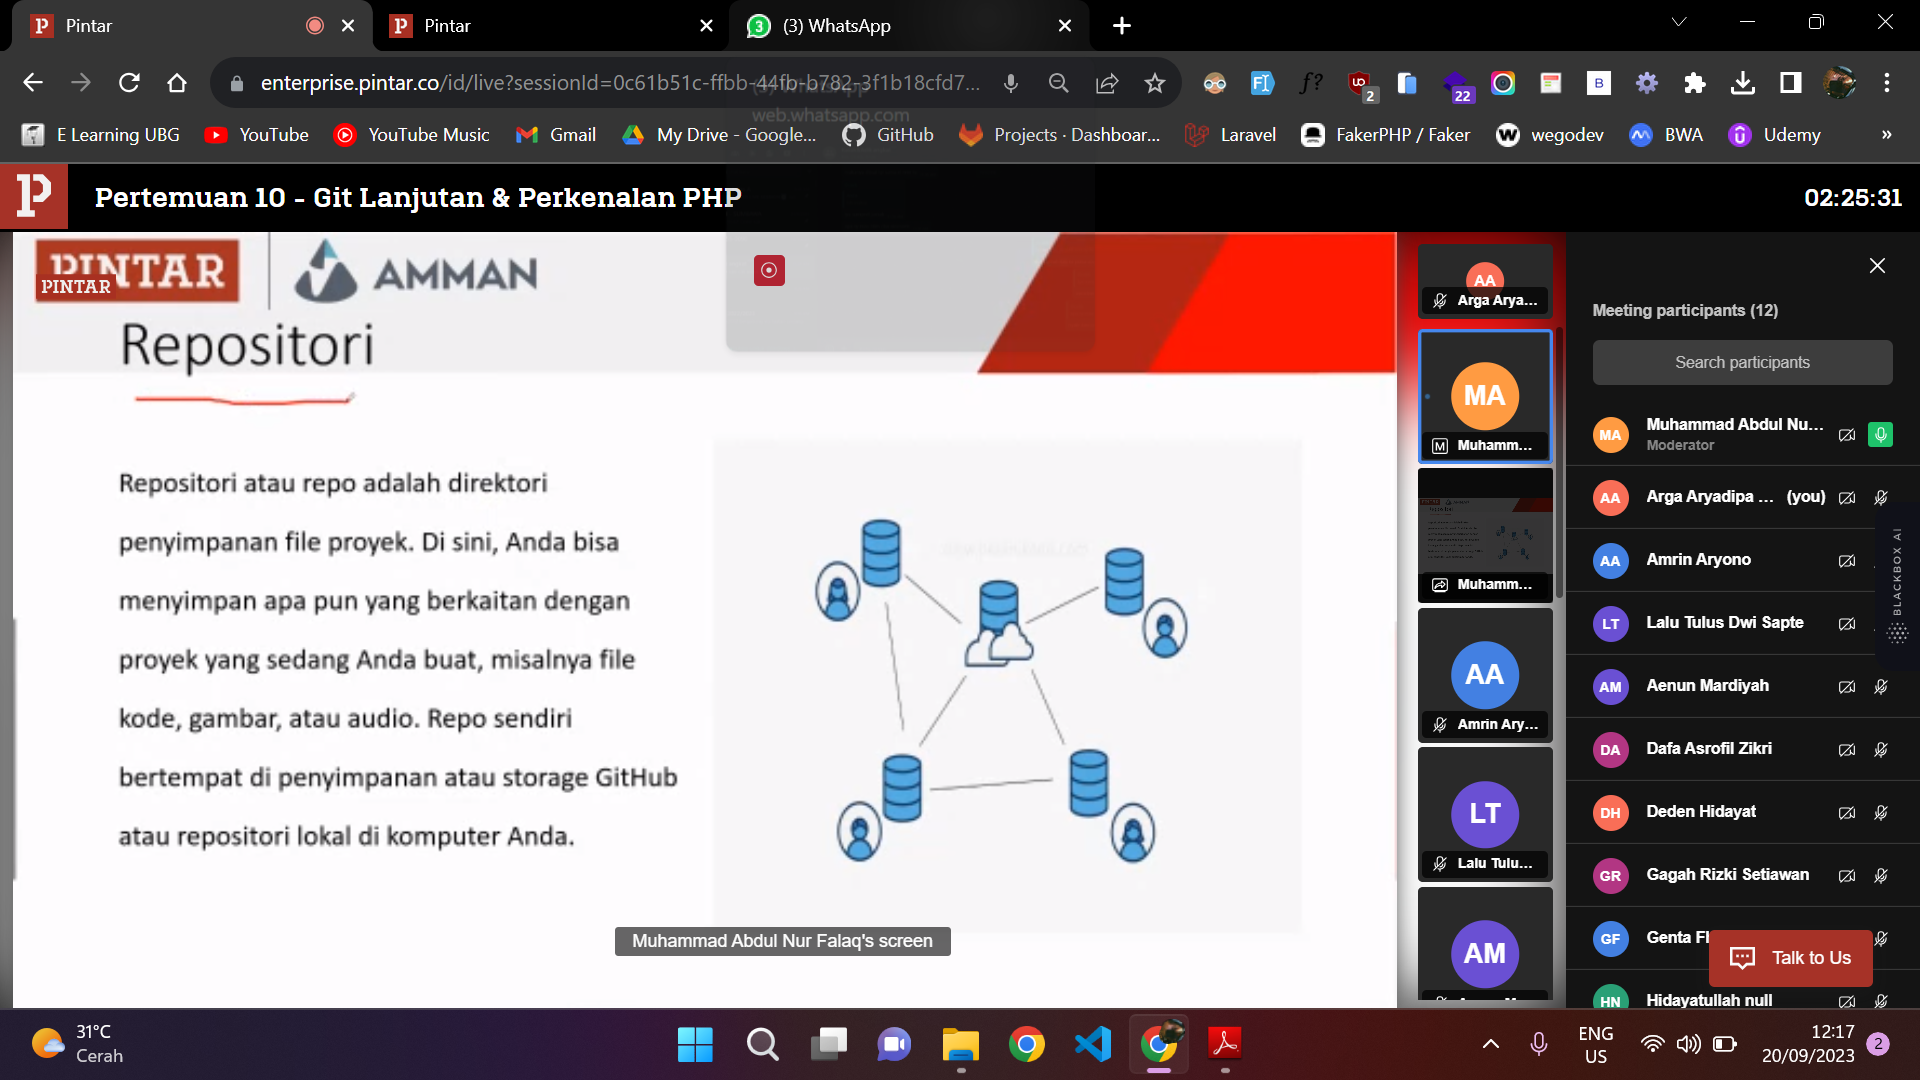 Pintar
Pintar
(3) WhatsApp
enterprise.pintar.co/id/live?sessionId=0c61b51c-ffbb-44fb-b782-3f1b18cfd7...
(3) WhatsApp
web.whatsapp.com
2
22
E Learning UBG
YouTube
YouTube Music
Gmail
My Drive - Google...
GitHub
Projects · Dashboar...
Laravel
FakerPHP / Faker
wegodev
BWA
Udemy
Pertemuan 10 - Git Lanjutan & Perkenalan PHP
02:25:31
PINTAR
PINTAR
AMMAN
Repositori
Repositori atau repo adalah direktori
penyimpanan file proyek. Di sini, Anda bisa
menyimpan apa pun yang berkaitan dengan
proyek yang sedang Anda buat, misalnya file
kode, gambar, atau audio. Repo sendiri
bertempat di penyimpanan atau storage GitHub
atau repositori lokal di komputer Anda.
Muhammad Abdul Nur Falaq's screen
AA
Arga Arya...
MA
M Muhamm...
Muhamm...
AA
Amrin Ary...
LT
Lalu Tulu...
AM
Meeting participants (12)
Search participants
MA
Muhammad Abdul Nu...
Moderator
AA
Arga Aryadipa ... (you)
AA
Amrin Aryono
LT
Lalu Tulus Dwi Sapte
AM
Aenun Mardiyah
DA
Dafa Asrofil Zikri
DH
Deden Hidayat
GR
Gagah Rizki Setiawan
GF
Genta
HN
Hidayatullah null
BLACKBOX AI
Talk to Us
31°C
Cerah
ENG
US
12:17
20/09/2023
2